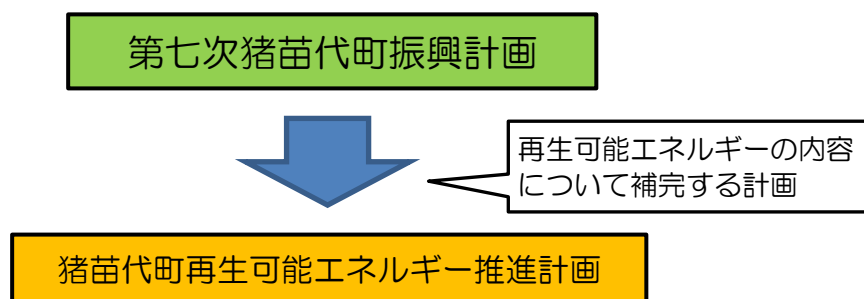 第七次猪苗代町振興計画
再生可能エネルギーの内容
について補完する計画
猪苗代町再生可能エネルギー推進計画